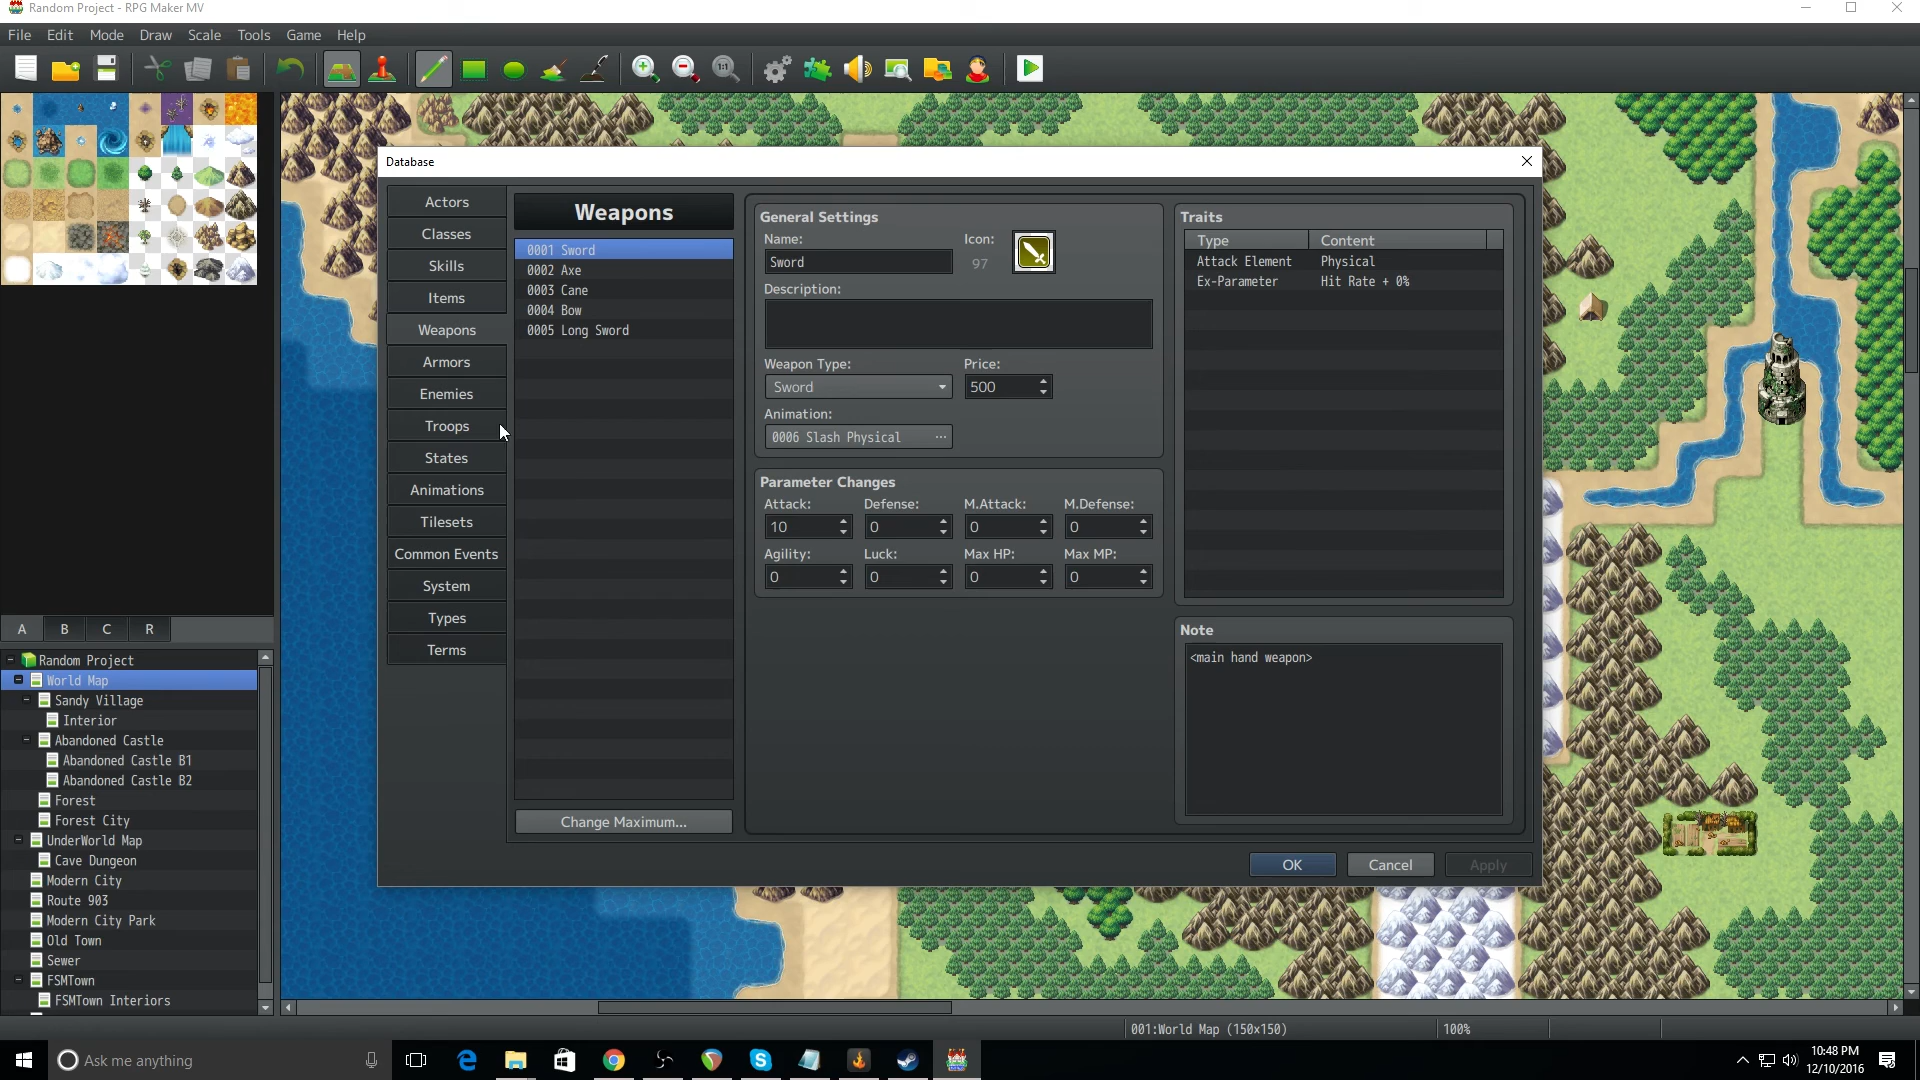 Random Project - RPG Maker MV
File Edit Mode Draw Scale Tools Game Help
1:1
Database
Actors
Classes
Skills
Items
Weapons
Armors
Enemies
Troops
States
Animations
Tilesets
Common Events
System
Types
Terms
Weapons
0001 Sword
0002 Axe
0003 Cane
0004 Bow
0005 Long Sword
Change Maximum...
General Settings
Name: Icon:
Sword 97
Description:
Weapon Type: Price:
Sword 500
Animation:
0006 Slash Physical ...
Parameter Changes
Attack: Defense: M.Attack: M.Defense:
10 0 0 0
Agility: Luck: Max HP: Max MP:
0 0 0 0
Traits
Type Content
Attack Element Physical
Ex-Parameter Hit Rate + 0%
Note
<main hand weapon>
OK Cancel Apply
A B C R
Random Project
World Map
Sandy Village
Interior
Abandoned Castle
Abandoned Castle B1
Abandoned Castle B2
Forest
Forest City
UnderWorld Map
Cave Dungeon
Modern City
Route 903
Modern City Park
Old Town
Sewer
FSMTown
FSMTown Interiors
001:World Map (150x150) 100%
Ask me anything
10:48 PM
12/10/2016